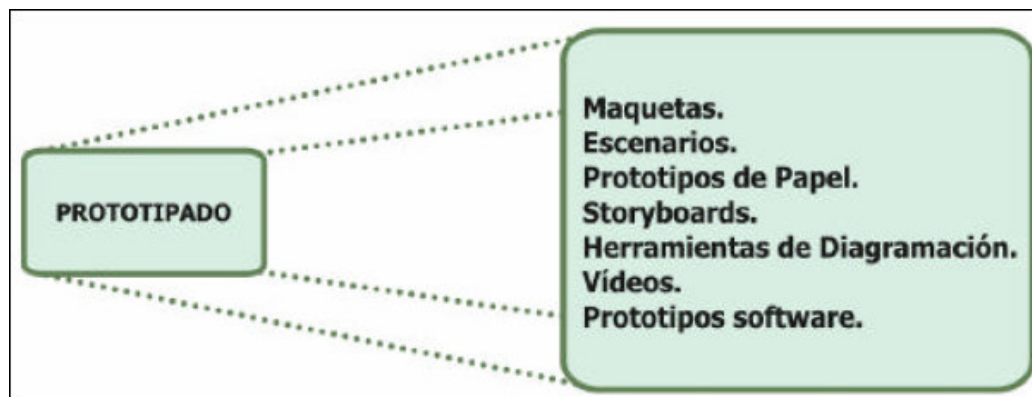 PROTOTIPADO
Maquetas.
Escenarios.
Prototipos de Papel.
Storyboards.
Herramientas de Diagramación.
Vídeos.
Prototipos software.